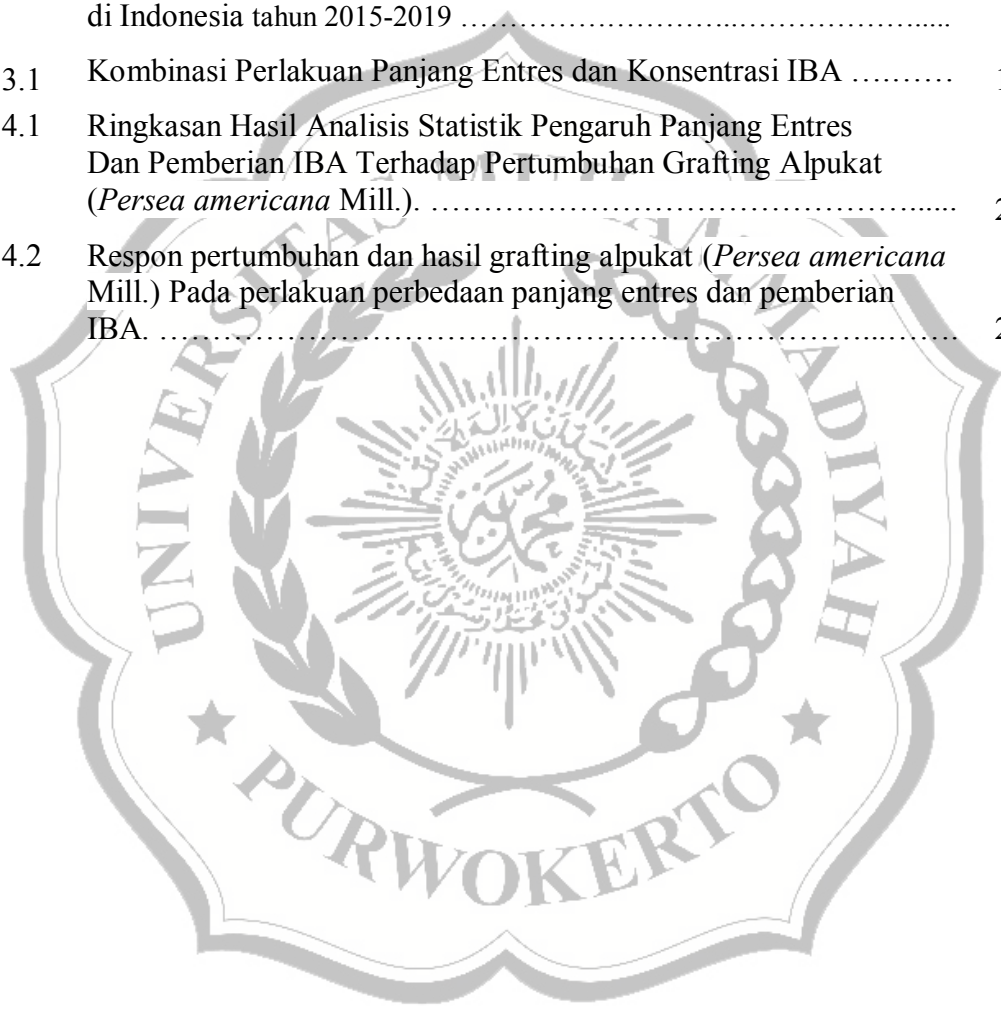 di Indonesia tahun 2015-2019 ……………………..……………….....
3.1 Kombinasi Perlakuan Panjang Entres dan Konsentrasi IBA ……….
4.1 Ringkasan Hasil Analisis Statistik Pengaruh Panjang Entres
Dan Pemberian IBA Terhadap Pertumbuhan Grafting Alpukat
(Persea americana Mill.). …………………………………………......
4.2 Respon pertumbuhan dan hasil grafting alpukat (Persea americana
Mill.) Pada perlakuan perbedaan panjang entres dan pemberian
IBA. ……………………………………………………...…….
UNIVERSITAS MUHAMMADIYAH
PURWOKERTO